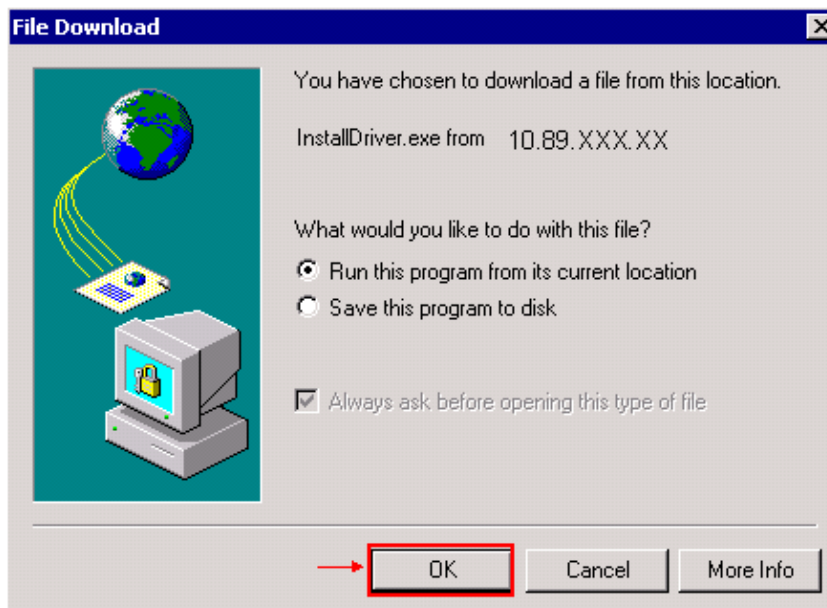 File Download
You have chosen to download a file from this location.
InstallDriver.exe from 10.89.XXX.XX
What would you like to do with this file?
Run this program from its current location
Save this program to disk
Always ask before opening this type of file
OK Cancel More Info